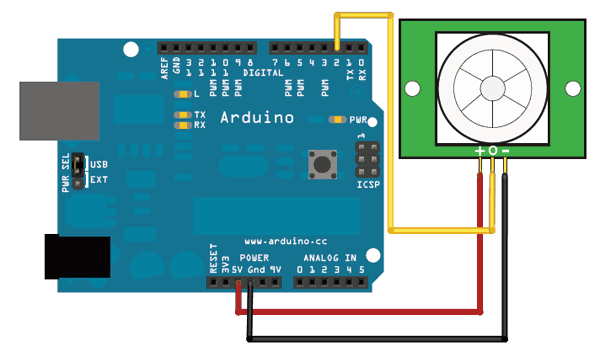 AREF
GND
13
12
11
10
9
8
7
6
5
4
3
2
1
0
DIGITAL
PWM
PWM
PWM
PWM
PWM
PWM
TX
RX
L
TX
RX
Arduino
PWR
1
ICSP
PWR SEL
USB
EXT
www.arduino.cc
POWER
ANALOG IN
RESET
3V3
5V
Gnd
9V
0 1 2 3 4 5
+ O -